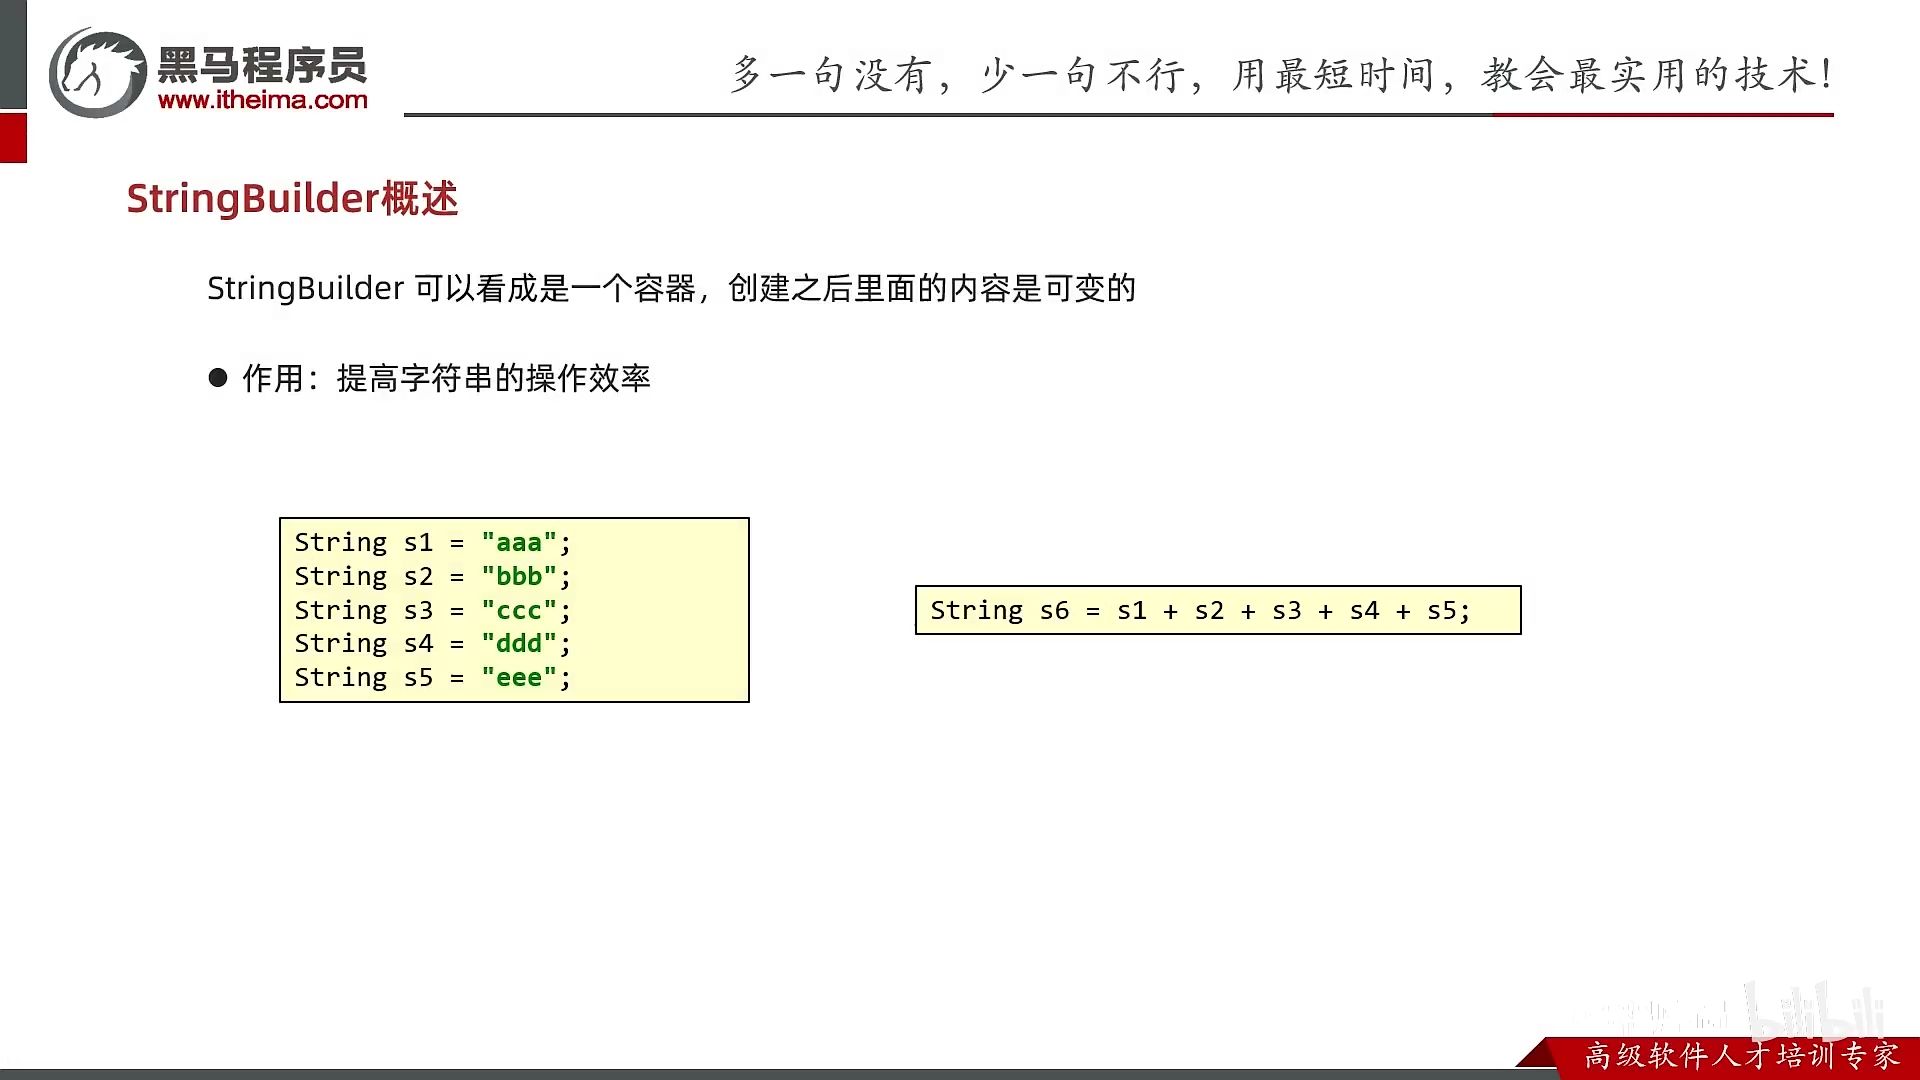 黑马程序员
www.itheima.com
多一句没有，少一句不行，用最短时间，教会最实用的技术！
StringBuilder概述
StringBuilder 可以看成是一个容器，创建之后里面的内容是可变的
● 作用：提高字符串的操作效率
String s1 = "aaa";
String s2 = "bbb";
String s3 = "ccc";
String s4 = "ddd";
String s5 = "eee";
String s6 = s1 + s2 + s3 + s4 + s5;
bilibili
高级软件人才培训专家